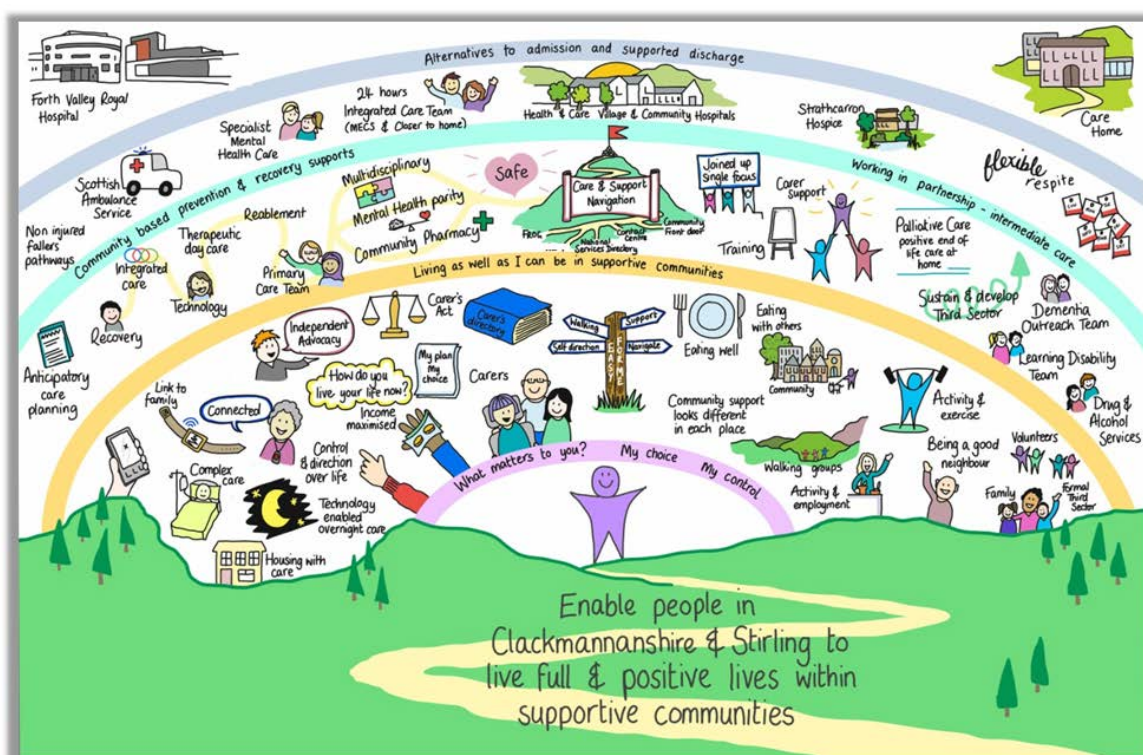 Forth Valley Royal
Hospital
Alternatives to admission and supported discharge
Care
Home
24 hours
Integrated Care Team
(MECS & Closer to home)
Specialist
Mental
Health Care
Health & Care Village & Community Hospitals
Strathcarron
Hospice
Scottish
Ambulance
Service
Community based prevention & recovery supports
Working in partnership - intermediate care
flexible
respite
Non injured
fallers
pathways
Integrated
care
Therapeutic
day care
Reablement
Multidisciplinary
Mental Health parity
Community Pharmacy
Safe
Care & Support
Navigation
FROG
National
Services Directory
Contact
Centre
Community
Front door
Joined up
single focus
Training
Carer
support
Palliative Care
positive end of
life care at
home
Primary
Care Team
Technology
Recovery
Anticipatory
care
planning
Sustain & develop
Third Sector
Dementia
Outreach Team
Learning Disability
Team
Drug &
Alcohol
Services
Living as well as I can be in supportive communities
Independent
Advocacy
Carer's
Act
Carer's
directory
My plan
My
choice
How do you
live your life now?
Income
maximised
Carers
Walking
Support
Self direction
Navigate
EASY
FOR ME
Eating well
Eating
with others
Community
Community support
looks different
in each place
Activity &
exercise
Walking groups
Activity &
employment
Being a good
neighbour
Volunteers
Family
Formal
Third
Sector
Link to
family
Connected
Control
& direction
over life
Complex
care
Technology
enabled
overnight care
Housing with
care
What matters to you? My choice My control
Enable people in
Clackmannanshire & Stirling to
live full & positive lives within
supportive communities